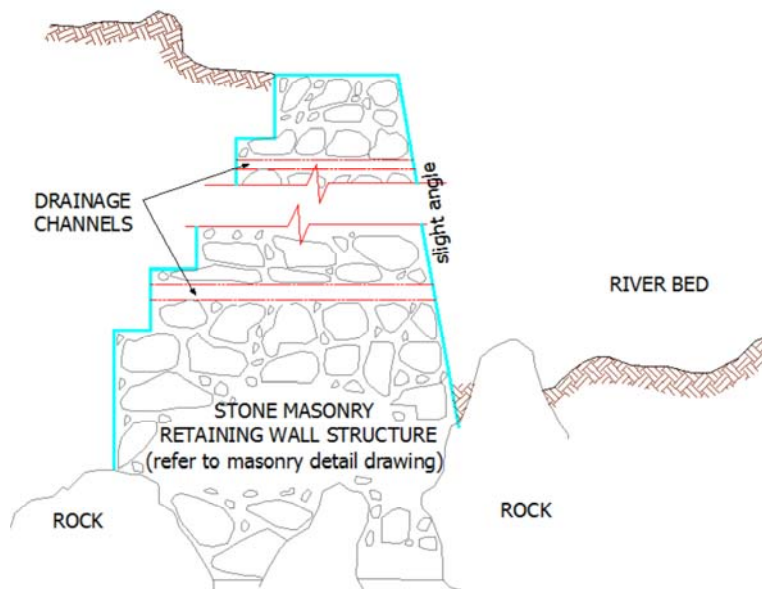 DRAINAGE
CHANNELS
slight angle
RIVER BED
STONE MASONRY
RETAINING WALL STRUCTURE
(refer to masonry detail drawing)
ROCK
ROCK